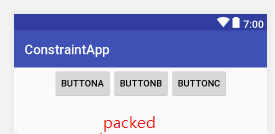 7:00
ConstraintApp
BUTTONA BUTTONB BUTTONC
packed